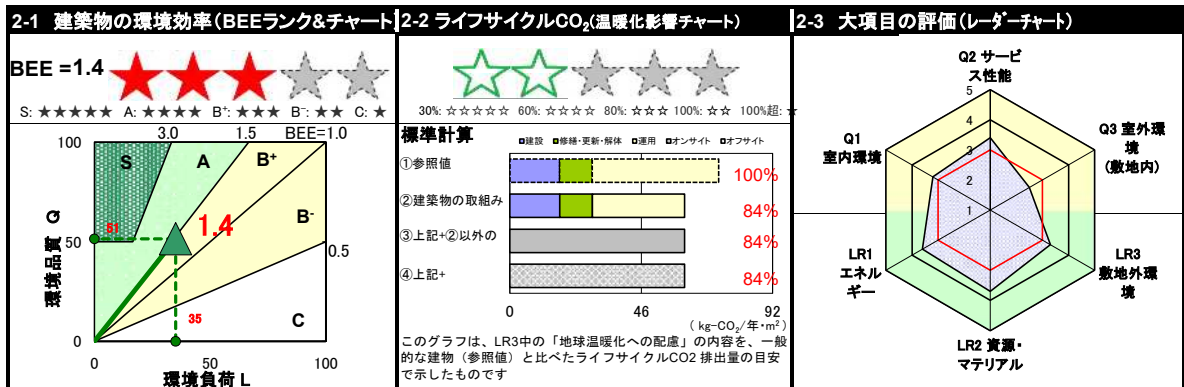 2-1 建築物の環境効率(BEEランク&チャート)
BEE =1.4
S: ★★★★★ A: ★★★★ B⁺: ★★★ B⁻: ★★ C: ★
3.0 1.5 BEE=1.0
100
S A B⁺
B⁻
1.4
51
50
0.5
環境品質 Q
35
C
0
0 50 100
環境負荷 L
2-2 ライフサイクルCO₂(温暖化影響チャート)
30%: ☆☆☆☆☆ 60%: ☆☆☆☆ 80%: ☆☆☆ 100%: ☆☆ 100%超: ☆
標準計算
■建設 ■修繕・更新・解体 □運用 ■オンサイト ■オフサイト
①参照値 100%
②建築物の取組み 84%
③上記+②以外の 84%
④上記+ 84%
0 46 92
( kg-CO₂/年・m²)
このグラフは、LR3中の「地球温暖化への配慮」の内容を、一般
的な建物(参照値)と比べたライフサイクルCO2 排出量の目安
で示したものです
2-3 大項目の評価(レーダーチャート)
Q2 サービ
ス性能
5
4
3
2
1
Q1
室内環境
Q3 室外環
境
(敷地内)
LR1
エネル
ギー
LR3
敷地外環
境
LR2 資源・
マテリアル